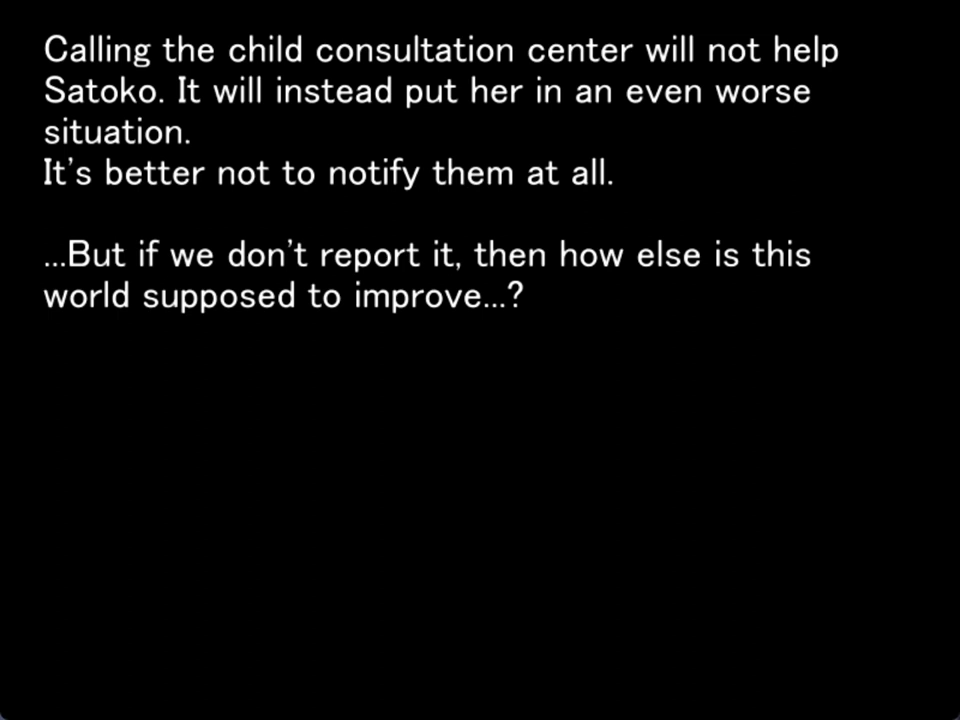 Calling the child consultation center will not help
Satoko. It will instead put her in an even worse
situation.
It's better not to notify them at all.
...But if we don't report it, then how else is this
world supposed to improve...?